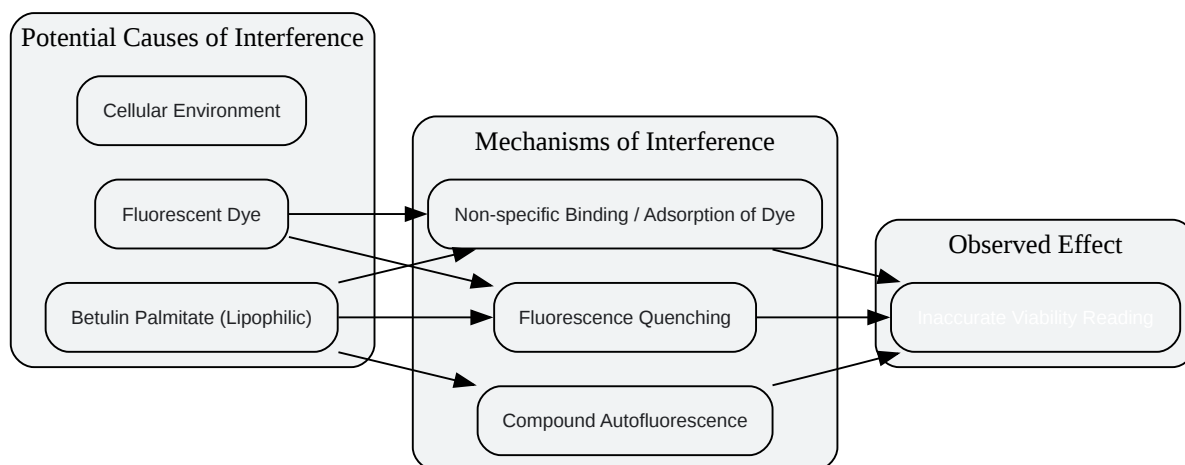 Potential Causes of Interference
Cellular Environment
Fluorescent Dye
Betulin Palmitate (Lipophilic)
Mechanisms of Interference
Non-specific Binding / Adsorption of Dye
Fluorescence Quenching
Compound Autofluorescence
Observed Effect
Inaccurate Viability Reading